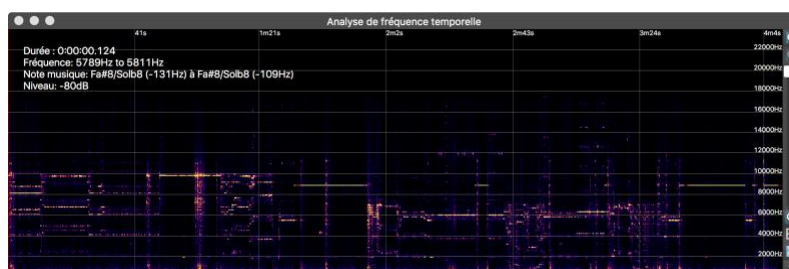 Analyse de fréquence temporelle
41s 1m21s 2m2s 2m43s 3m24s 4m4s
Durée : 0:00:00.124
Fréquence: 5789Hz to 5811Hz
Note musique: Fa#8/Solb8 (-131Hz) à Fa#8/Solb8 (-109Hz)
Niveau: -80dB
22000Hz
20000Hz
18000Hz
16000Hz
14000Hz
12000Hz
10000Hz
8000Hz
6000Hz
4000Hz
2000Hz